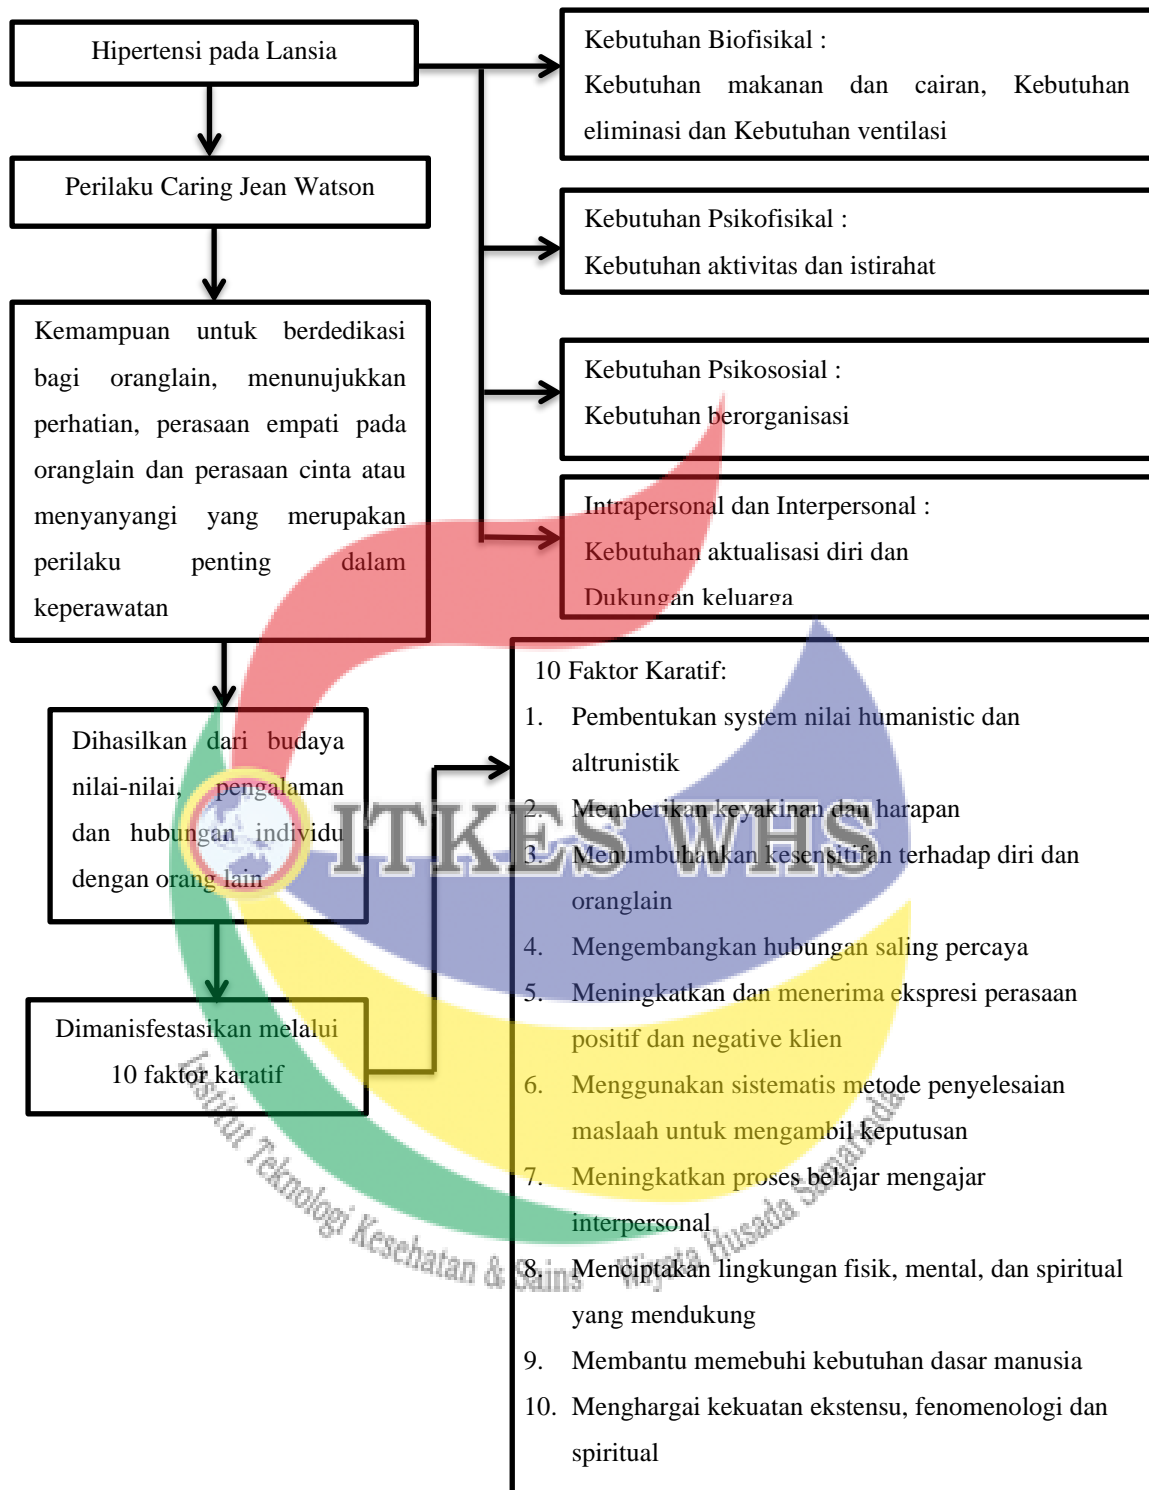 Hipertensi pada Lansia
Perilaku Caring Jean Watson
Kemampuan untuk berdedikasi
bagi oranglain, menunujukkan
perhatian, perasaan empati pada
oranglain dan perasaan cinta atau
menyanyangi yang merupakan
perilaku penting dalam
keperawatan
Dihasilkan dari budaya
nilai-nilai, pengalaman
dan hubungan individu
dengan orang lain
Dimanisfestasikan melalui
10 faktor karatif
Kebutuhan Biofisikal :
Kebutuhan makanan dan cairan, Kebutuhan
eliminasi dan Kebutuhan ventilasi
Kebutuhan Psikofisikal :
Kebutuhan aktivitas dan istirahat
Kebutuhan Psikososial :
Kebutuhan berorganisasi
Intrapersonal dan Interpersonal :
Kebutuhan aktualisasi diri dan
Dukungan keluarga
10 Faktor Karatif:
1. Pembentukan system nilai humanistic dan
altrunistik
2. Memberikan keyakinan dan harapan
3. Menumbuhankan kesensitifan terhadap diri dan
oranglain
4. Mengembangkan hubungan saling percaya
5. Meningkatkan dan menerima ekspresi perasaan
positif dan negative klien
6. Menggunakan sistematis metode penyelesaian
maslaah untuk mengambil keputusan
7. Meningkatkan proses belajar mengajar
interpersonal
8. Menciptakan lingkungan fisik, mental, dan spiritual
yang mendukung
9. Membantu memebuhi kebutuhan dasar manusia
10. Menghargai kekuatan ekstensu, fenomenologi dan
spiritual
ITKES WHS
Institut Teknologi Kesehatan & Sains Wiyata Husada Samarinda